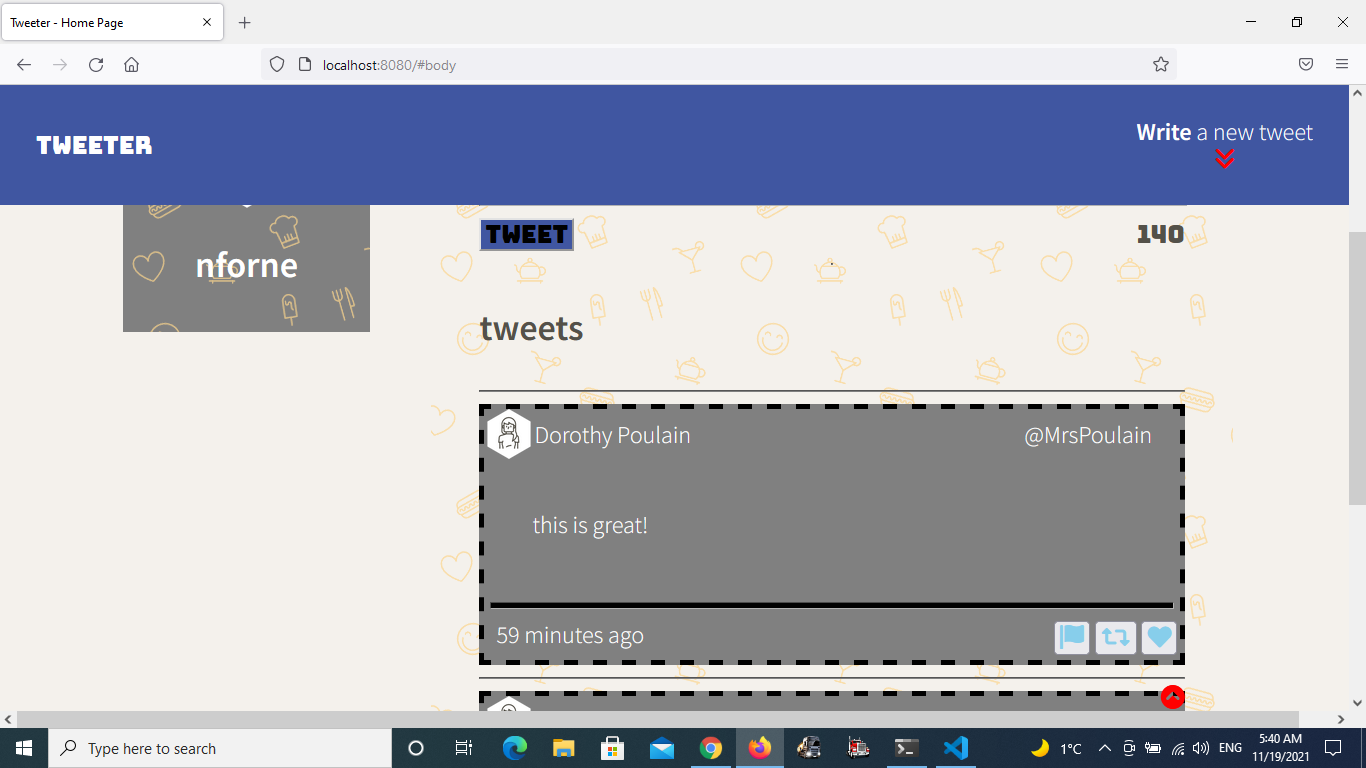 Tweeter - Home Page
localhost:8080/#body
TWEETER
Write a new tweet
nforne
TWEET
140
tweets
Dorothy Poulain
@MrsPoulain
this is great!
59 minutes ago
Type here to search
1°C
ENG
5:40 AM
11/19/2021